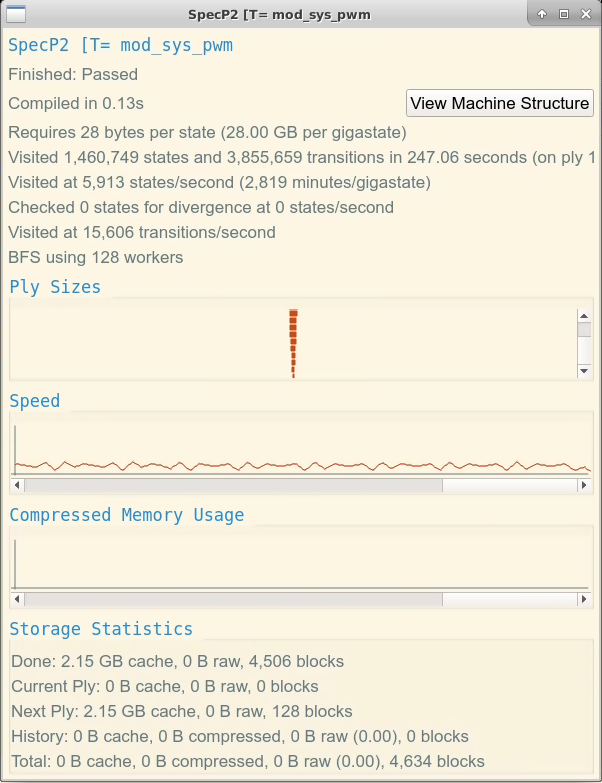 SpecP2 [T= mod_sys_pwm
SpecP2 [T= mod_sys_pwm
Finished: Passed
Compiled in 0.13s
View Machine Structure
Requires 28 bytes per state (28.00 GB per gigastate)
Visited 1,460,749 states and 3,855,659 transitions in 247.06 seconds (on ply 1
Visited at 5,913 states/second (2,819 minutes/gigastate)
Checked 0 states for divergence at 0 states/second
Visited at 15,606 transitions/second
BFS using 128 workers
Ply Sizes
Speed
Compressed Memory Usage
Storage Statistics
Done: 2.15 GB cache, 0 B raw, 4,506 blocks
Current Ply: 0 B cache, 0 B raw, 0 blocks
Next Ply: 2.15 GB cache, 0 B raw, 128 blocks
History: 0 B cache, 0 B compressed, 0 B raw (0.00), 0 blocks
Total: 0 B cache, 0 B compressed, 0 B raw (0.00), 4,634 blocks